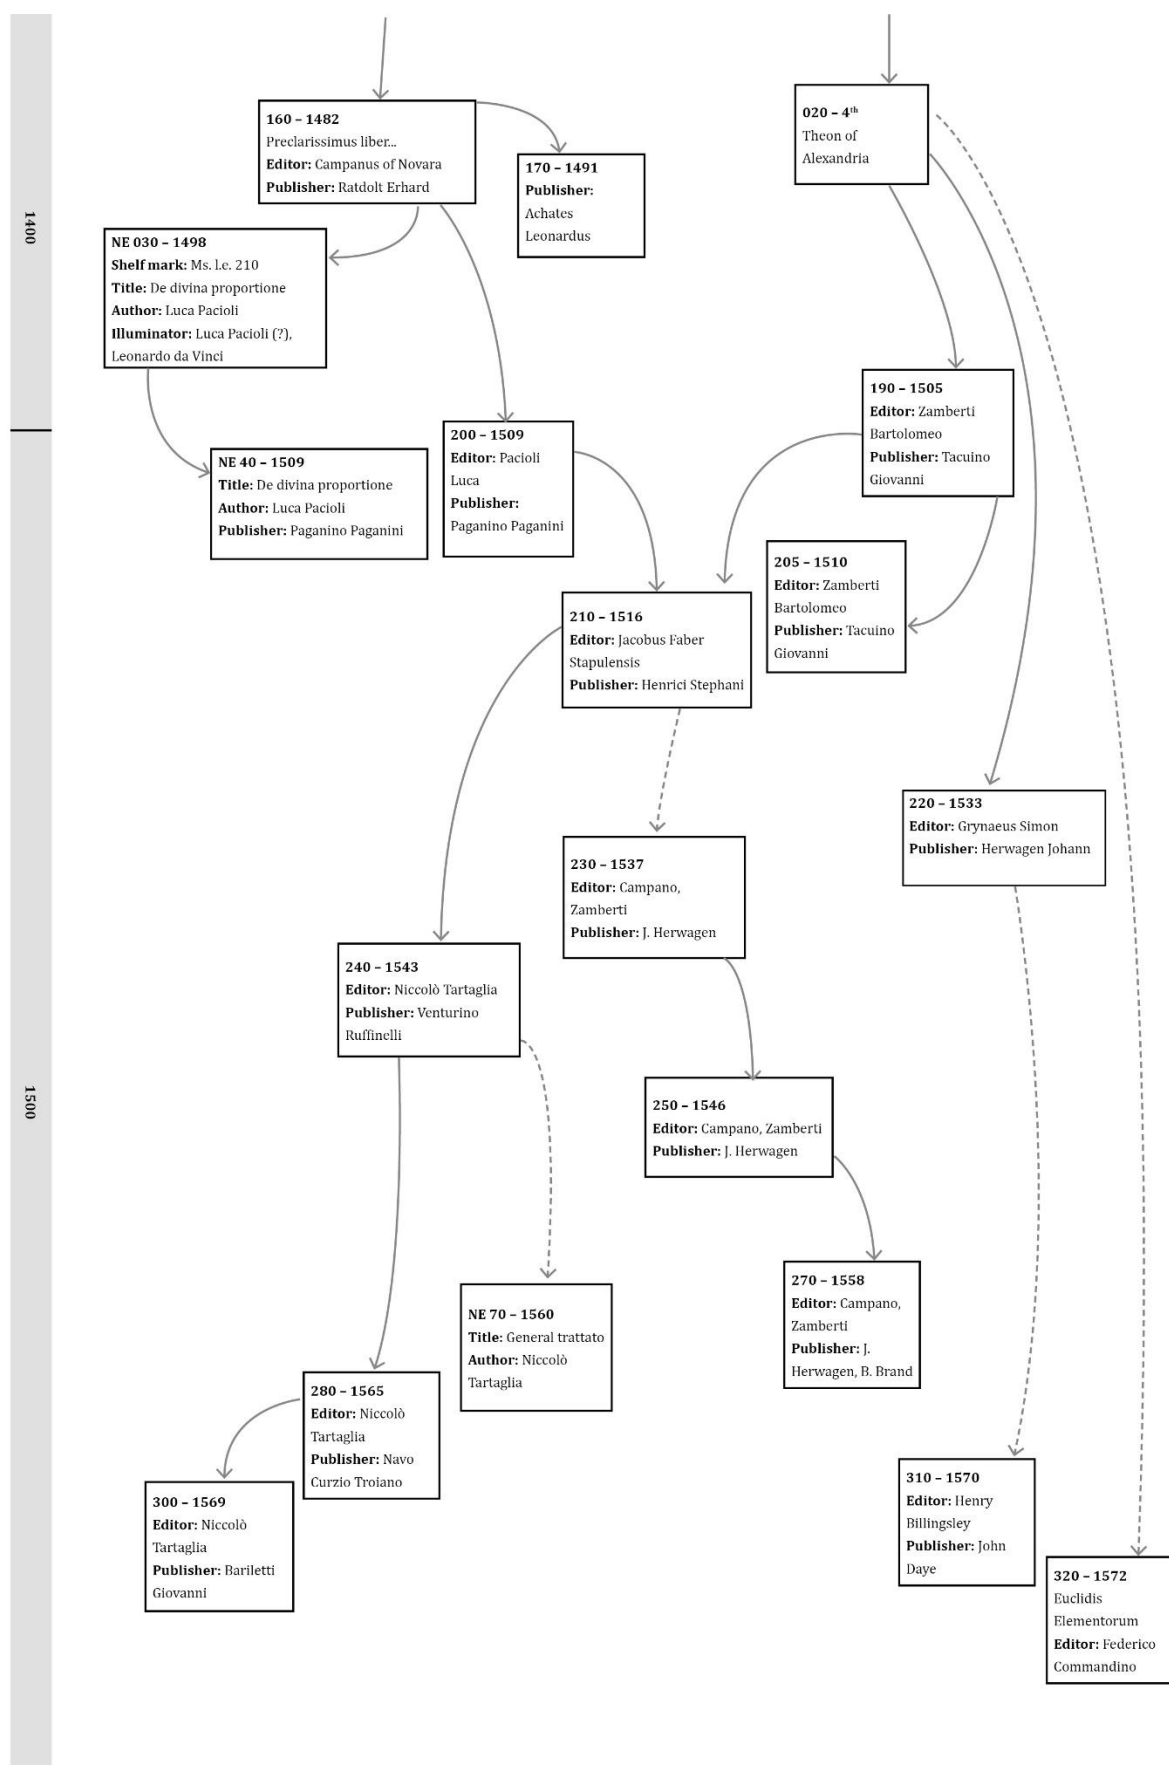 1400
1500
160 – 1482
Preclarissimus liber...
Editor: Campanus of Novara
Publisher: Ratdolt Erhard
170 – 1491
Publisher:
Achates
Leonardus
020 – 4th
Theon of
Alexandria
NE 030 – 1498
Shelf mark: Ms. l.e. 210
Title: De divina proportione
Author: Luca Pacioli
Illuminator: Luca Pacioli (?),
Leonardo da Vinci
190 – 1505
Editor: Zamberti
Bartolomeo
Publisher: Tacuino
Giovanni
200 – 1509
Editor: Pacioli
Luca
Publisher:
Paganino Paganini
NE 40 – 1509
Title: De divina proportione
Author: Luca Pacioli
Publisher: Paganino Paganini
205 – 1510
Editor: Zamberti
Bartolomeo
Publisher: Tacuino
Giovanni
210 – 1516
Editor: Jacobus Faber
Stapulensis
Publisher: Henrici Stephani
220 – 1533
Editor: Grynaeus Simon
Publisher: Herwagen Johann
230 – 1537
Editor: Campano,
Zamberti
Publisher: J. Herwagen
240 – 1543
Editor: Niccolò Tartaglia
Publisher: Venturino
Ruffinelli
250 – 1546
Editor: Campano, Zamberti
Publisher: J. Herwagen
270 – 1558
Editor: Campano,
Zamberti
Publisher: J.
Herwagen, B. Brand
NE 70 – 1560
Title: General trattato
Author: Niccolò
Tartaglia
280 – 1565
Editor: Niccolò
Tartaglia
Publisher: Navo
Curzio Troiano
300 – 1569
Editor: Niccolò
Tartaglia
Publisher: Bariletti
Giovanni
310 – 1570
Editor: Henry
Billingsley
Publisher: John
Daye
320 – 1572
Euclidis
Elementorum
Editor: Federico
Commandino